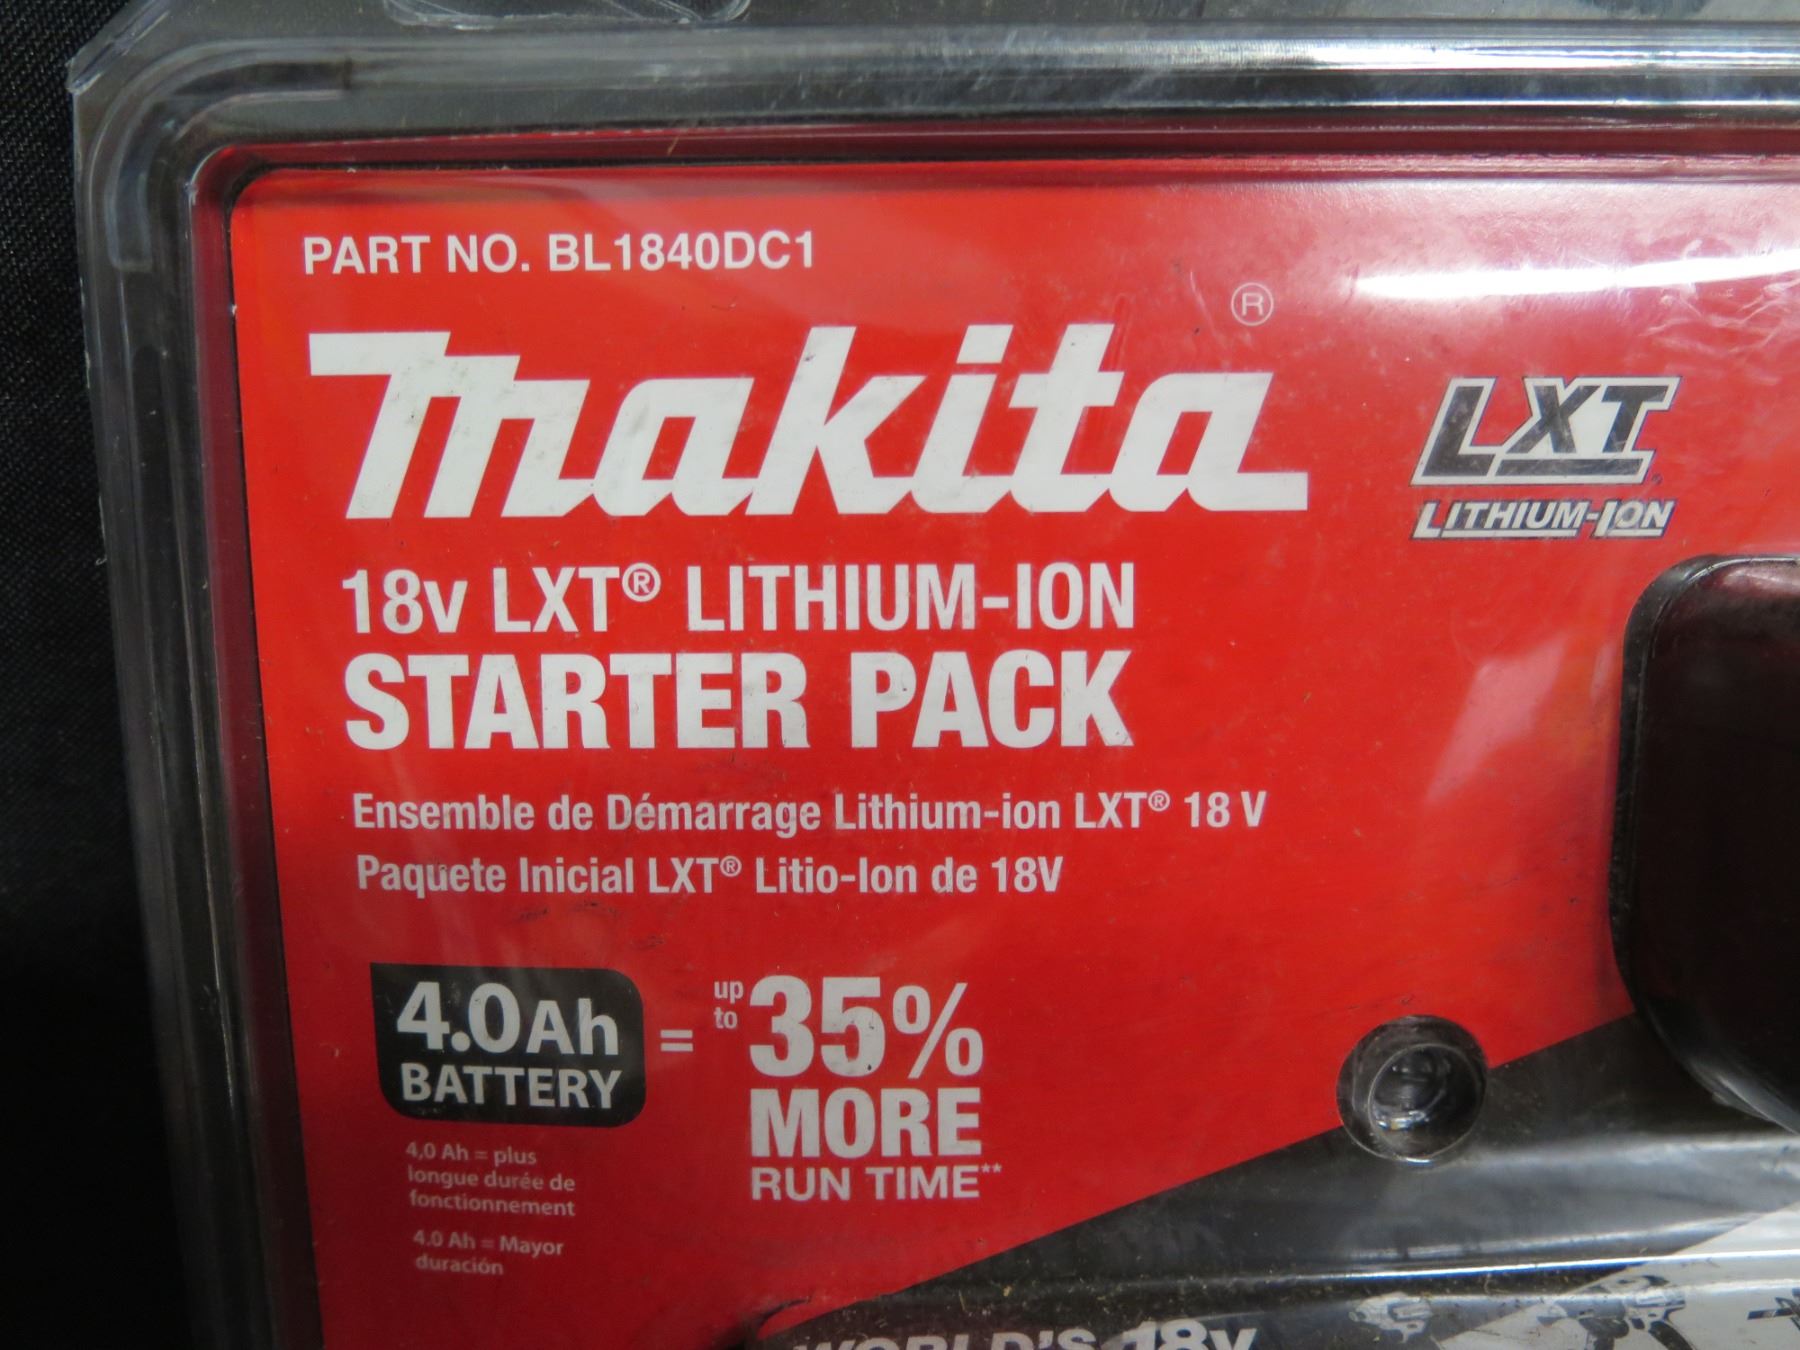 PART NO. BL1840DC1
makita®
LXT®
LITHIUM-ION
18v LXT® LITHIUM-ION
STARTER PACK
Ensemble de Démarrage Lithium-ion LXT® 18 V
Paquete Inicial LXT® Litio-Ion de 18V
4.0Ah
BATTERY
= up to 35%
MORE
RUN TIME**
4,0 Ah = plus
longue durée de
fonctionnement
4.0 Ah = Mayor
duración
WORLD'S 18v